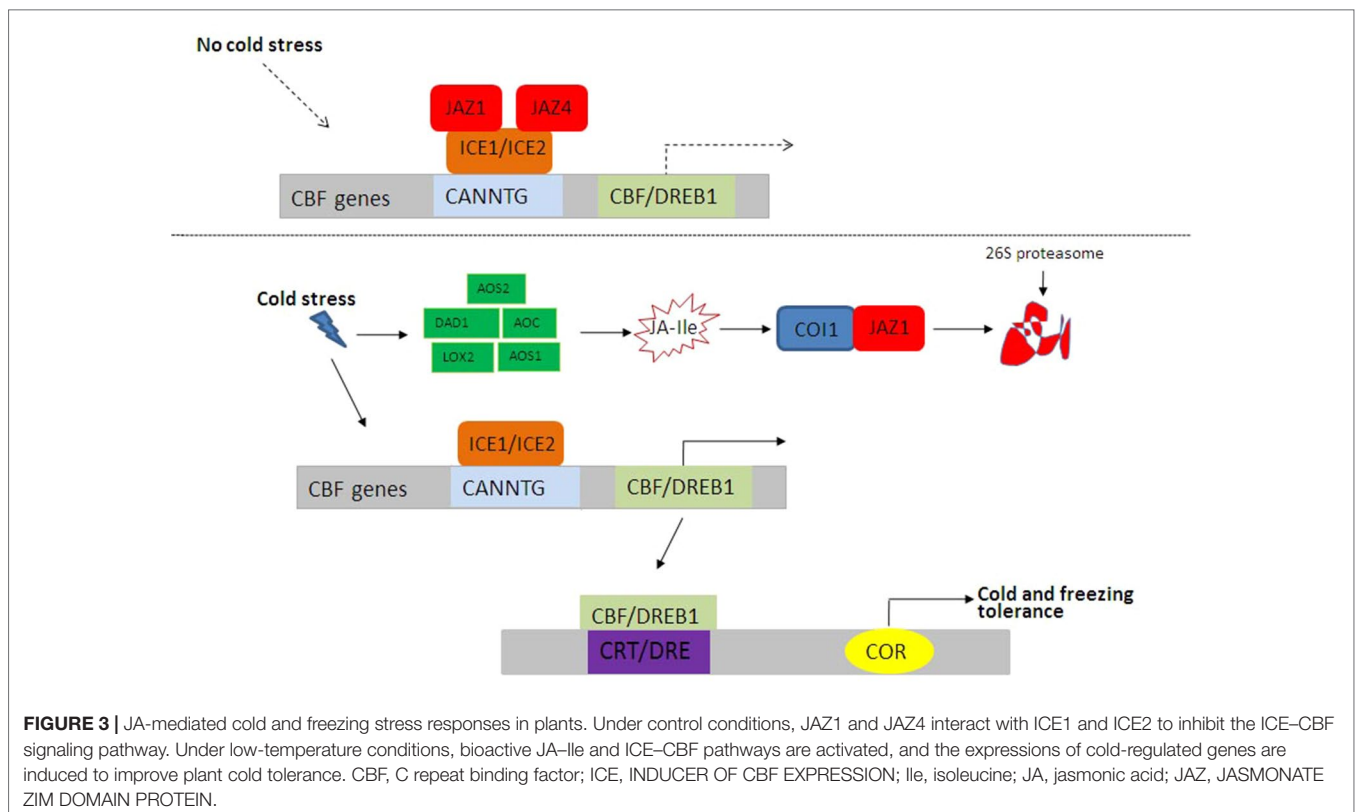 No cold stress
JAZ1 JAZ4
ICE1/ICE2
CBF genes CANNTG CBF/DREB1
26S proteasome
Cold stress
AOS2
DAD1 AOC
LOX2 AOS1
JA-Ile
COI1 JAZ1
ICE1/ICE2
CBF genes CANNTG CBF/DREB1
Cold and freezing
tolerance
CBF/DREB1
CRT/DRE
COR
FIGURE 3 | JA-mediated cold and freezing stress responses in plants. Under control conditions, JAZ1 and JAZ4 interact with ICE1 and ICE2 to inhibit the ICE–CBF
signaling pathway. Under low-temperature conditions, bioactive JA–Ile and ICE–CBF pathways are activated, and the expressions of cold-regulated genes are
induced to improve plant cold tolerance. CBF, C repeat binding factor; ICE, INDUCER OF CBF EXPRESSION; Ile, isoleucine; JA, jasmonic acid; JAZ, JASMONATE
ZIM DOMAIN PROTEIN.